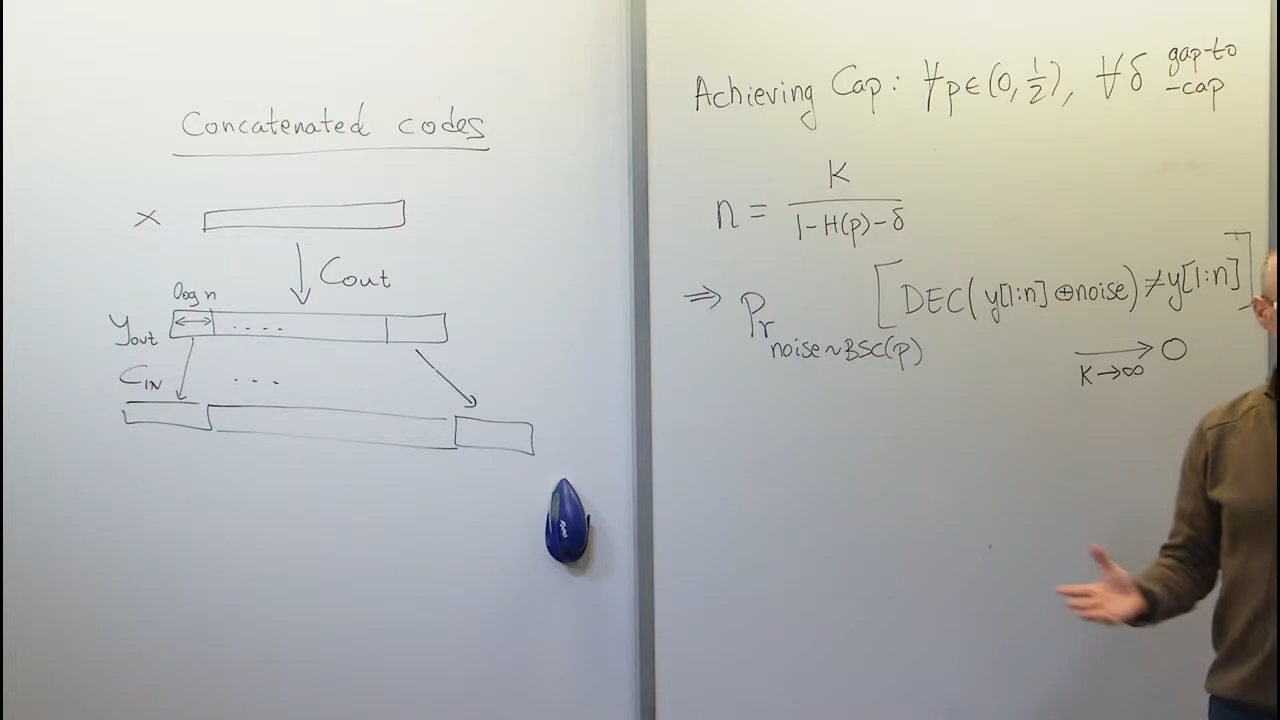 Concatenated codes
x
Cout
log n
yout
....
CIN
...
Achieving Cap: ∀p∈(0,1/2), ∀δ gap-to-cap
n = K / 1-H(p)-δ
⇒ Pr noise~BSC(p) [DEC(y[1:n]⊕noise)≠y[1:n]]
K→∞ → 0